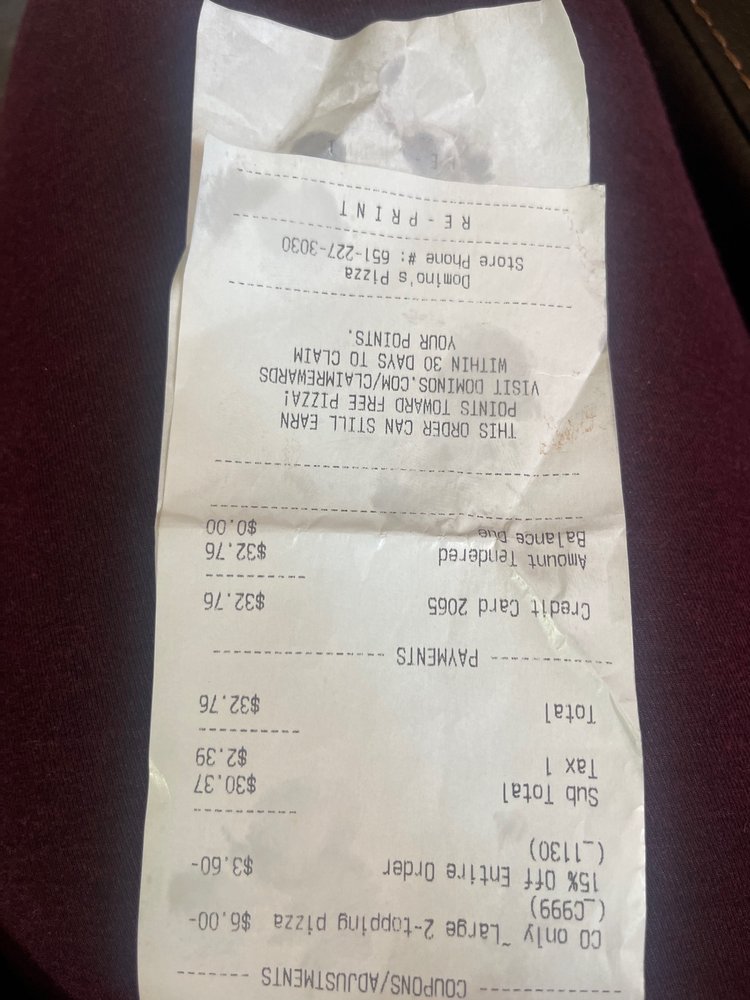 ------- COUPONS/ADJUSTMENTS -------
CO only ~Large 2-topping pizza $6.00-
(_C999)
15% Off Entire Order $3.60-
(_1130)
-----------
Sub Total $30.37
Tax 1 $2.39
-----------
Total $32.76
------------- PAYMENTS -------------
Credit Card 2065 $32.76
-----------
Amount Tendered $32.76
Balance Due $0.00
------------------------------------
------------------------------------
THIS ORDER CAN STILL EARN
POINTS TOWARD FREE PIZZA!
VISIT DOMINOS.COM/CLAIMREWARDS
WITHIN 30 DAYS TO CLAIM
YOUR POINTS.
------------------------------------
Domino's Pizza
Store Phone #: 651-227-3030
------------------------------------
RE-PRINT
------------------------------------